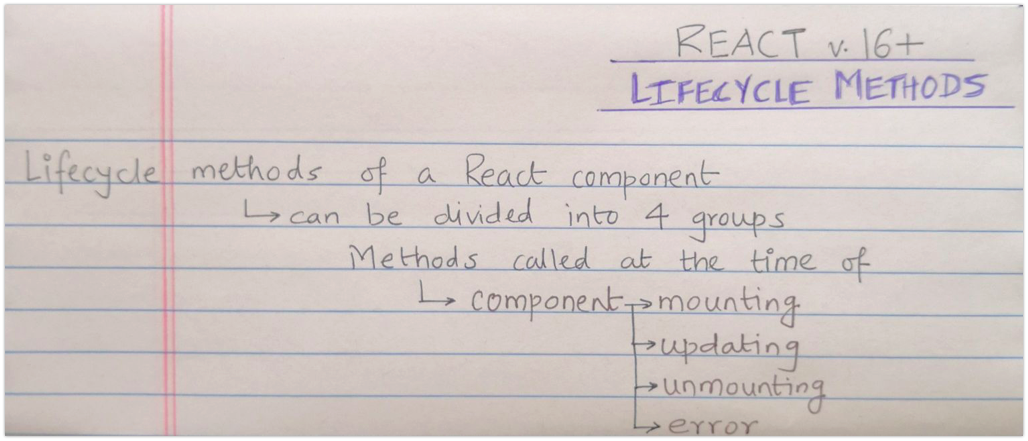 REACT v. 16+
LIFECYCLE METHODS
Lifecycle methods of a React component
↳ can be divided into 4 groups
Methods called at the time of
↳ component → mounting
→ updating
→ unmounting
→ error